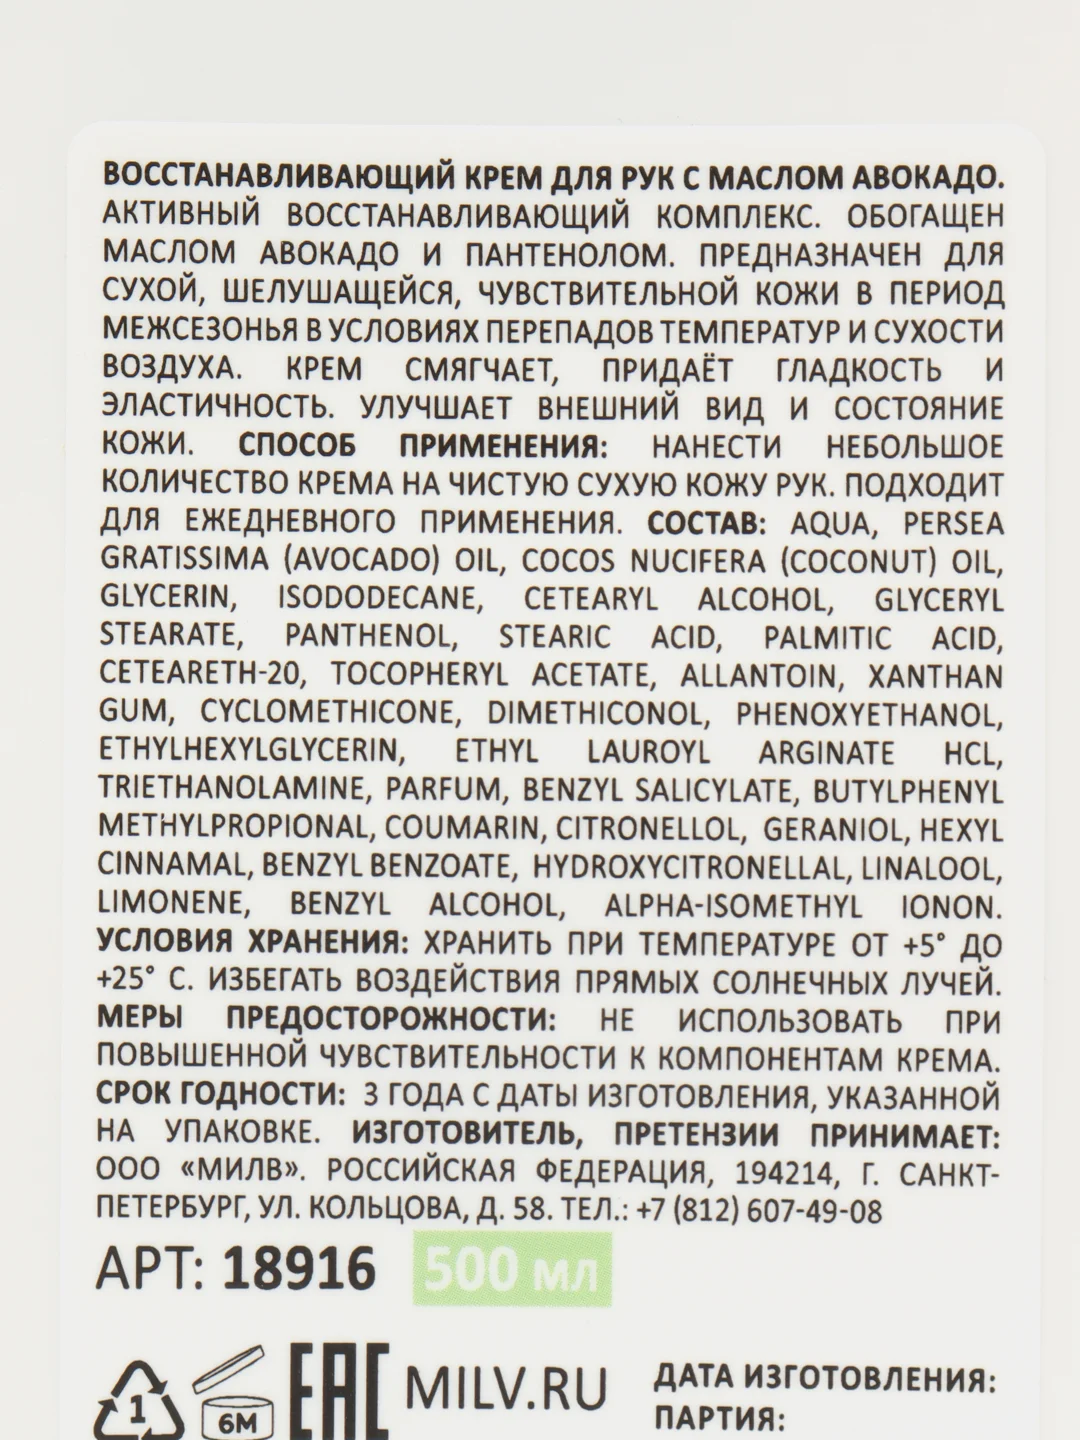 ВОССТАНАВЛИВАЮЩИЙ КРЕМ ДЛЯ РУК С МАСЛОМ АВОКАДО.
АКТИВНЫЙ ВОССТАНАВЛИВАЮЩИЙ КОМПЛЕКС. ОБОГАЩЕН
МАСЛОМ АВОКАДО И ПАНТЕНОЛОМ. ПРЕДНАЗНАЧЕН ДЛЯ
СУХОЙ, ШЕЛУШАЩЕЙСЯ, ЧУВСТВИТЕЛЬНОЙ КОЖИ В ПЕРИОД
МЕЖСЕЗОНЬЯ В УСЛОВИЯХ ПЕРЕПАДОВ ТЕМПЕРАТУР И СУХОСТИ
ВОЗДУХА. КРЕМ СМЯГЧАЕТ, ПРИДАЁТ ГЛАДКОСТЬ И
ЭЛАСТИЧНОСТЬ. УЛУЧШАЕТ ВНЕШНИЙ ВИД И СОСТОЯНИЕ
КОЖИ. СПОСОБ ПРИМЕНЕНИЯ: НАНЕСТИ НЕБОЛЬШОЕ
КОЛИЧЕСТВО КРЕМА НА ЧИСТУЮ СУХУЮ КОЖУ РУК. ПОДХОДИТ
ДЛЯ ЕЖЕДНЕВНОГО ПРИМЕНЕНИЯ. СОСТАВ: AQUA, PERSEA
GRATISSIMA (AVOCADO) OIL, COCOS NUCIFERA (COCONUT) OIL,
GLYCERIN, ISODODECANE, CETEARYL ALCOHOL, GLYCERYL
STEARATE, PANTHENOL, STEARIC ACID, PALMITIC ACID,
CETEARETH-20, TOCOPHERYL ACETATE, ALLANTOIN, XANTHAN
GUM, CYCLOMETHICONE, DIMETHICONOL, PHENOXYETHANOL,
ETHYLHEXYLGLYCERIN, ETHYL LAUROYL ARGINATE HCL,
TRIETHANOLAMINE, PARFUM, BENZYL SALICYLATE, BUTYLPHENYL
METHYLPROPIONAL, COUMARIN, CITRONELLOL, GERANIOL, HEXYL
CINNAMAL, BENZYL BENZOATE, HYDROXYCITRONELLAL, LINALOOL,
LIMONENE, BENZYL ALCOHOL, ALPHA-ISOMETHYL IONON.
УСЛОВИЯ ХРАНЕНИЯ: ХРАНИТЬ ПРИ ТЕМПЕРАТУРЕ ОТ +5° ДО
+25° С. ИЗБЕГАТЬ ВОЗДЕЙСТВИЯ ПРЯМЫХ СОЛНЕЧНЫХ ЛУЧЕЙ.
МЕРЫ ПРЕДОСТОРОЖНОСТИ: НЕ ИСПОЛЬЗОВАТЬ ПРИ
ПОВЫШЕННОЙ ЧУВСТВИТЕЛЬНОСТИ К КОМПОНЕНТАМ КРЕМА.
СРОК ГОДНОСТИ: 3 ГОДА С ДАТЫ ИЗГОТОВЛЕНИЯ, УКАЗАННОЙ
НА УПАКОВКЕ. ИЗГОТОВИТЕЛЬ, ПРЕТЕНЗИИ ПРИНИМАЕТ:
ООО «МИЛВ». РОССИЙСКАЯ ФЕДЕРАЦИЯ, 194214, Г. САНКТ-
ПЕТЕРБУРГ, УЛ. КОЛЬЦОВА, Д. 58. ТЕЛ.: +7 (812) 607-49-08
АРТ: 18916 500 мл
1 6M ЕАС MILV.RU ДАТА ИЗГОТОВЛЕНИЯ:
ПАРТИЯ: